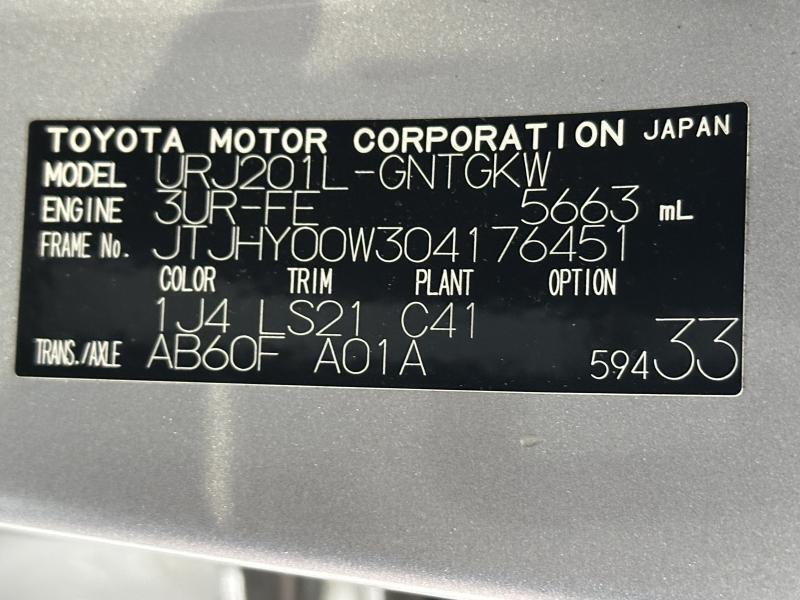 TOYOTA MOTOR CORPORATION JAPAN
MODEL URJ201L-GNTGKW
ENGINE 3UR-FE 5663 mL
FRAME No. JTJHY00W304176451
COLOR TRIM PLANT OPTION
1J4 LS21 C41
TRANS./AXLE AB60F A01A 59433